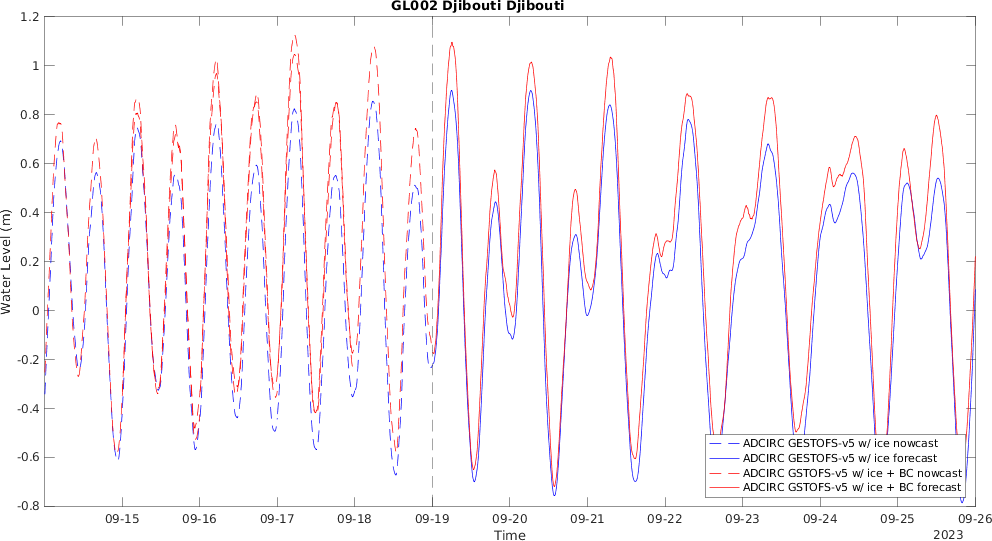 GL002 Djibouti Djibouti
1.2
1
0.8
0.6
0.4
0.2
0
-0.2
-0.4
-0.6
-0.8
Water Level (m)
ADCIRC GESTOFS-v5 w/ ice nowcast
ADCIRC GESTOFS-v5 w/ ice forecast
ADCIRC GSTOFS-v5 w/ ice + BC nowcast
ADCIRC GSTOFS-v5 w/ ice + BC forecast
09-15 09-16 09-17 09-18 09-19 09-20 09-21 09-22 09-23 09-24 09-25 09-26
Time
2023